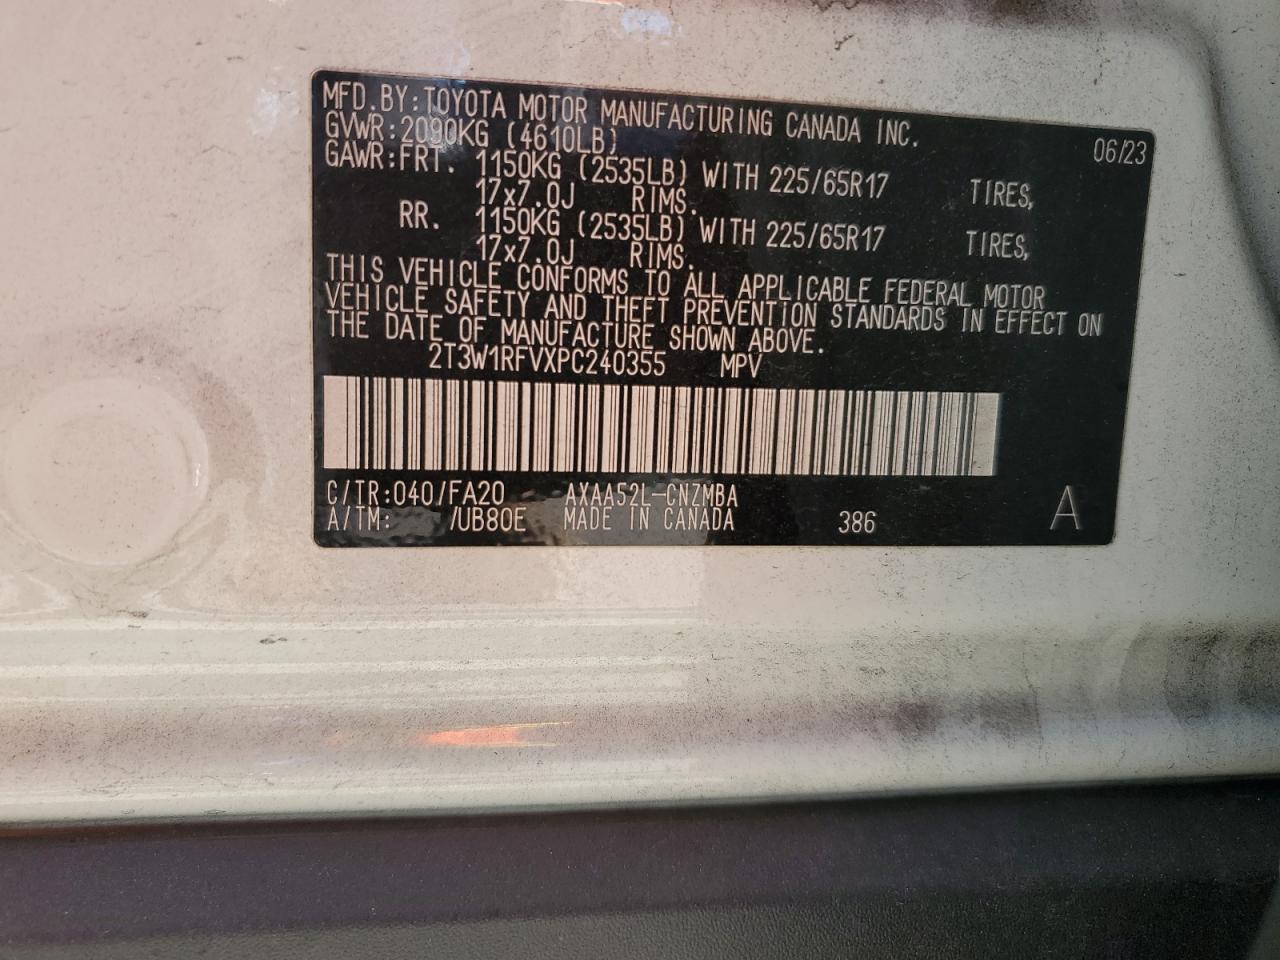 MFD.BY:TOYOTA MOTOR MANUFACTURING CANADA INC. 06/23
GVWR:2090KG (4610LB)
GAWR:FRT. 1150KG (2535LB) WITH 225/65R17 TIRES,
17x7.0J RIMS.
RR. 1150KG (2535LB) WITH 225/65R17 TIRES,
17x7.0J RIMS.
THIS VEHICLE CONFORMS TO ALL APPLICABLE FEDERAL MOTOR
VEHICLE SAFETY AND THEFT PREVENTION STANDARDS IN EFFECT ON
THE DATE OF MANUFACTURE SHOWN ABOVE.
2T3W1RFVXPC240355 MPV
C/TR:040/FA20 AXAA52L-CNZMBA
A/TM: /UB80E MADE IN CANADA 386 A